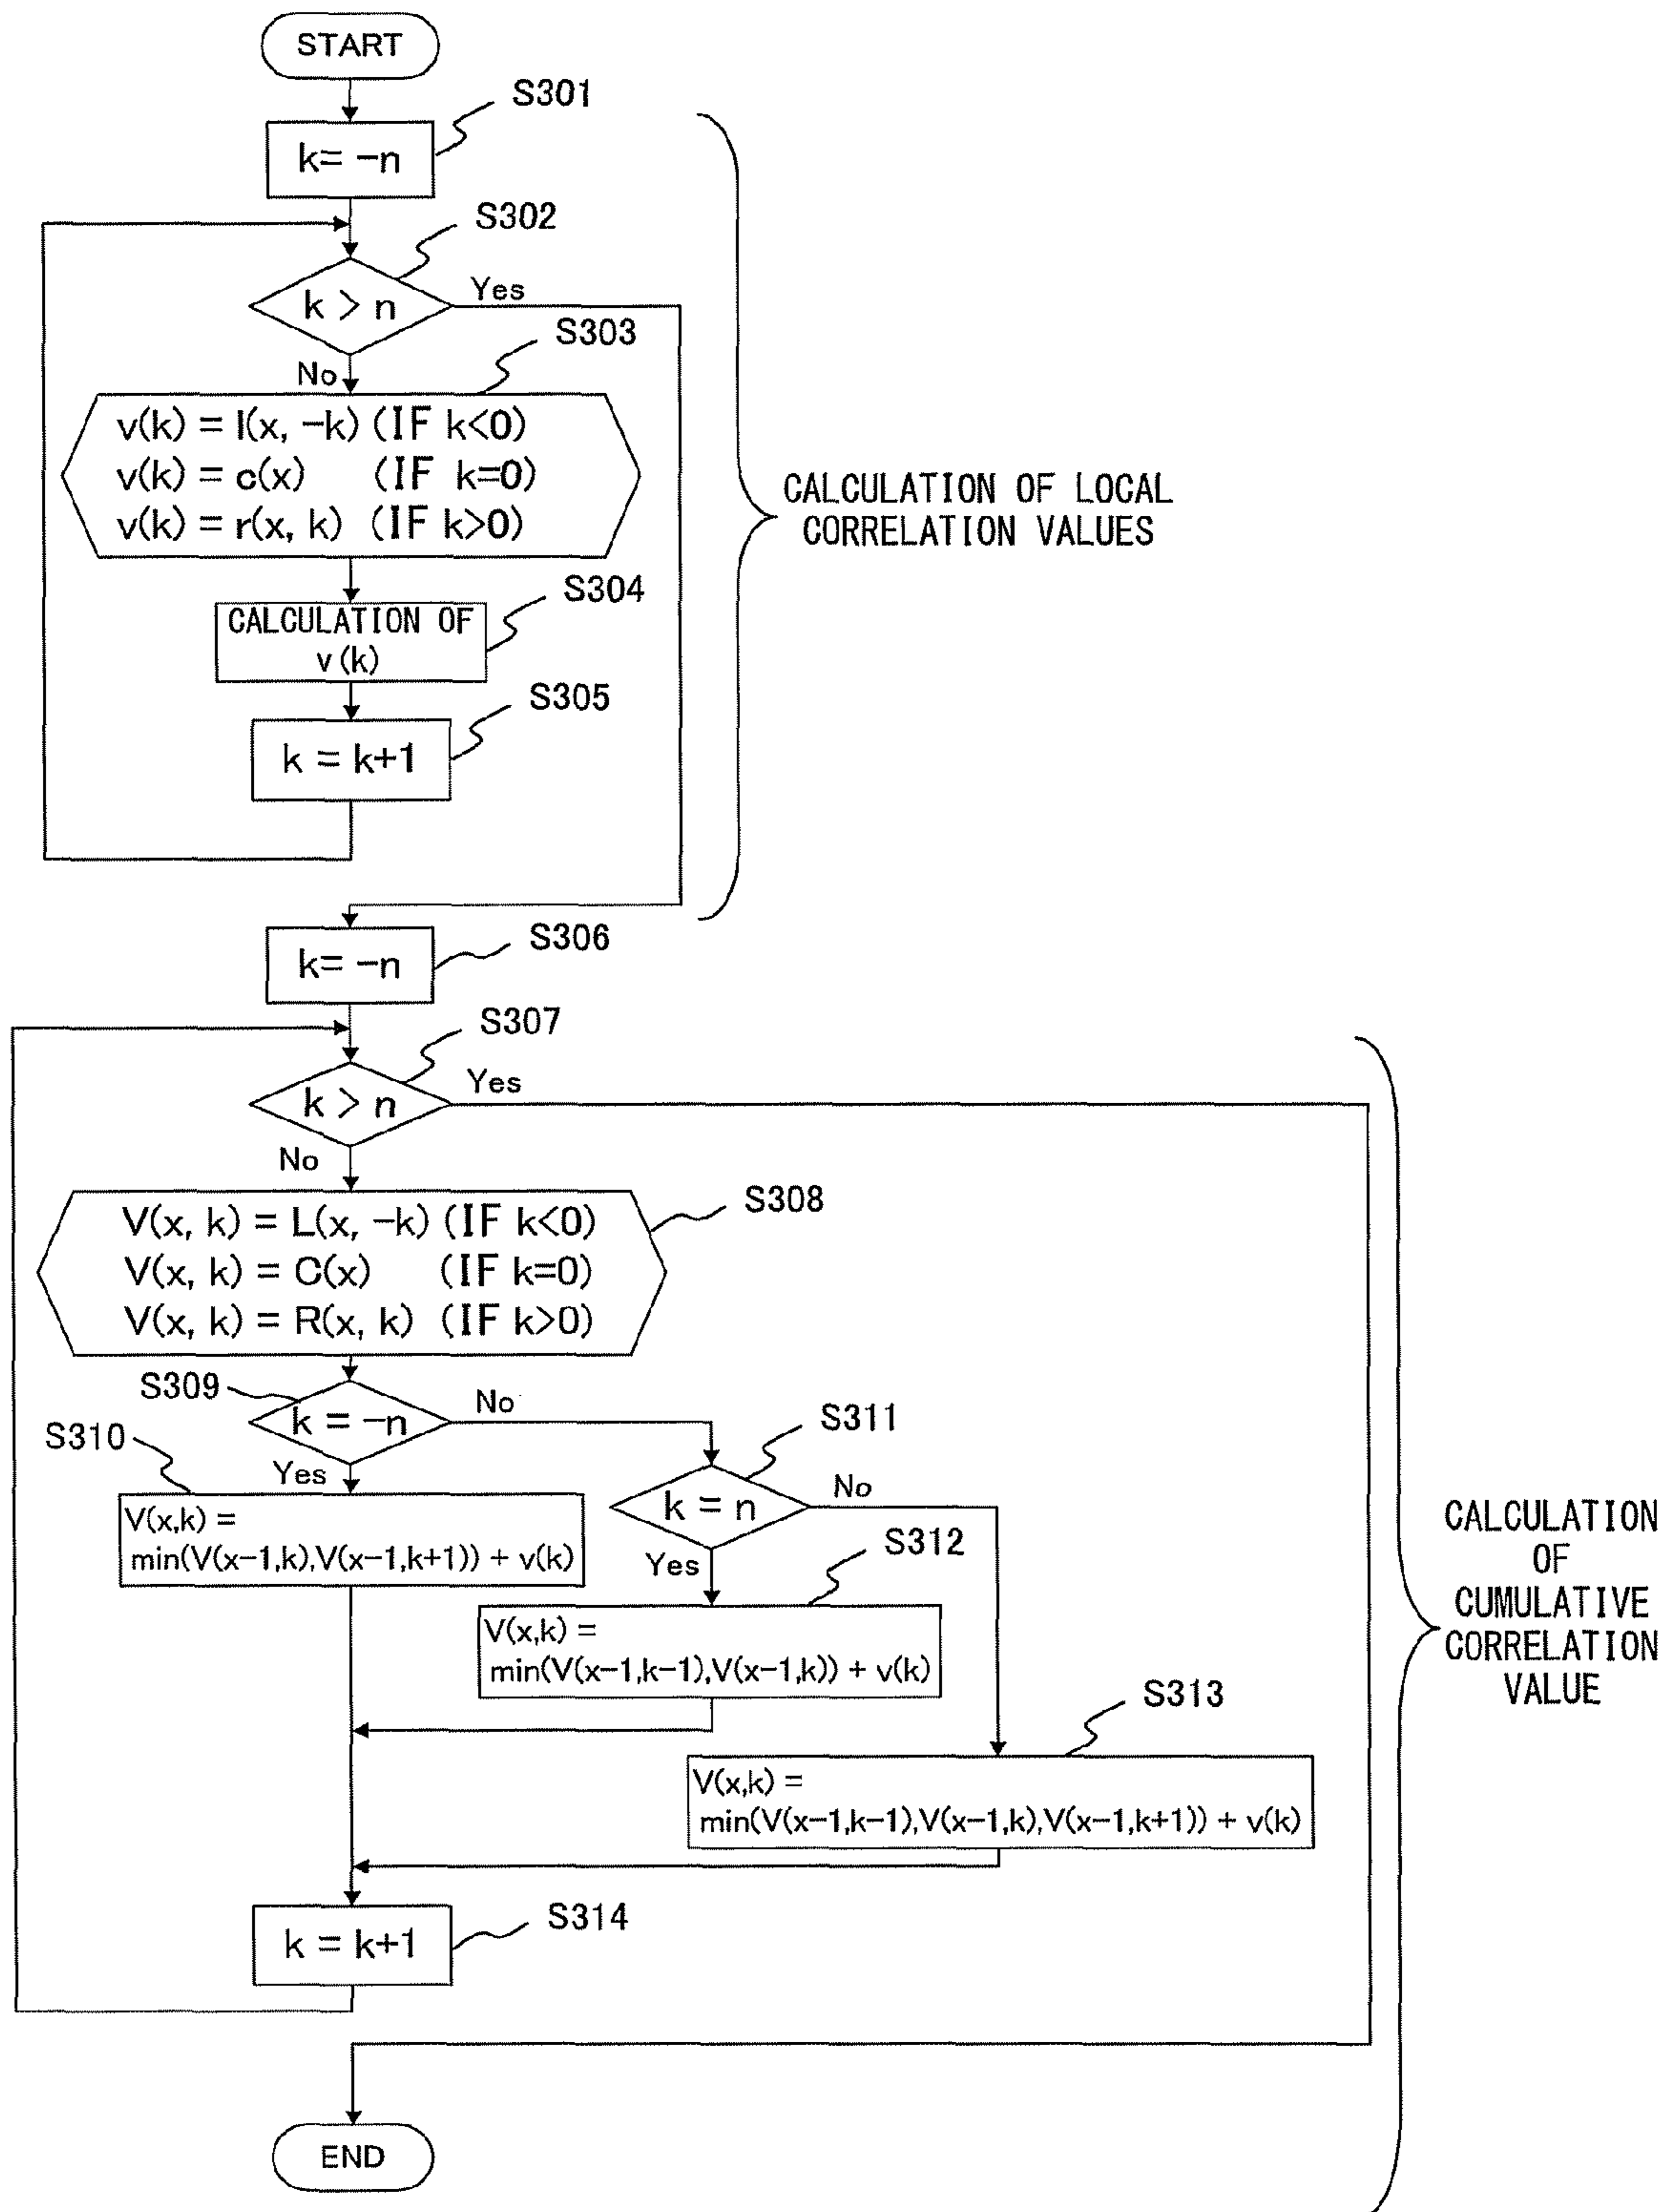 START
S301
k= −n
S302
k > n
Yes
No
S303
v(k) = l(x, −k) (IF k<0)
v(k) = c(x) (IF k=0)
v(k) = r(x, k) (IF k>0)
CALCULATION OF LOCAL
CORRELATION VALUES
S304
CALCULATION OF
v(k)
S305
k = k+1
S306
k= −n
S307
k > n
Yes
No
S308
V(x, k) = L(x, −k) (IF k<0)
V(x, k) = C(x) (IF k=0)
V(x, k) = R(x, k) (IF k>0)
S309
k = −n
No
Yes
S310
V(x,k) =
min(V(x−1,k),V(x−1,k+1)) + v(k)
S311
k = n
No
Yes
S312
V(x,k) =
min(V(x−1,k−1),V(x−1,k)) + v(k)
S313
V(x,k) =
min(V(x−1,k−1),V(x−1,k),V(x−1,k+1)) + v(k)
CALCULATION
OF
CUMULATIVE
CORRELATION
VALUE
S314
k = k+1
END